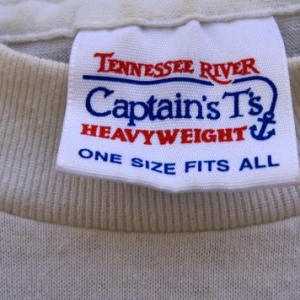 TENNESSEE RIVER
Captain's T's
HEAVYWEIGHT
ONE SIZE FITS ALL